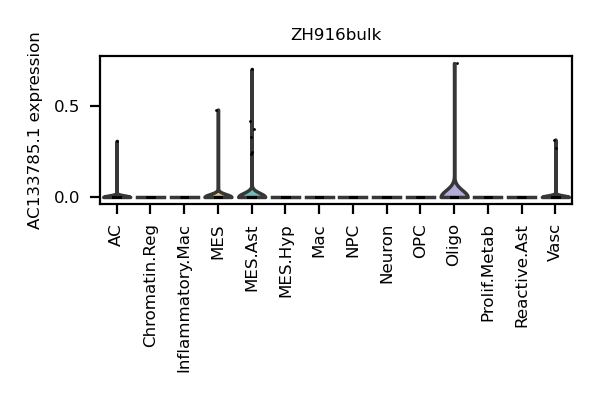 ZH916bulk
AC133785.1 expression
0.5
0.0
AC
Chromatin.Reg
Inflammatory.Mac
MES
MES.Ast
MES.Hyp
Mac
NPC
Neuron
OPC
Oligo
Prolif.Metab
Reactive.Ast
Vasc